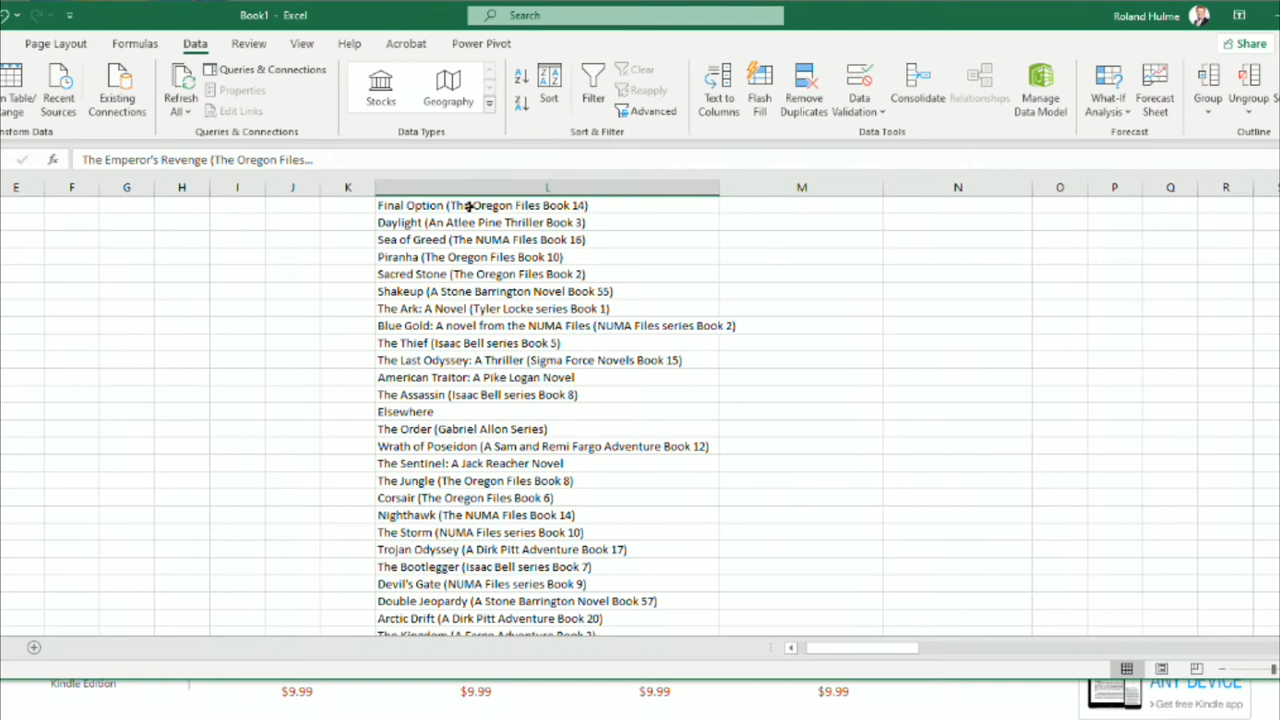 Book1 - Excel
Search
Roland Hulme
Page Layout Formulas Data Review View Help Acrobat Power Pivot
Share
Table/ Recent Sources Existing Connections Refresh All Queries & Connections Properties Edit Links Stocks Geography Sort Filter Clear Reapply Advanced Text to Columns Flash Fill Remove Duplicates Data Validation Consolidate Relationships Manage Data Model What-If Analysis Forecast Sheet Group Ungroup
nsform Data Queries & Connections Data Types Sort & Filter Data Tools Forecast Outline
fx The Emperor's Revenge (The Oregon Files...
E F G H I J K L M N O P Q R
Final Option (The Oregon Files Book 14)
Daylight (An Atlee Pine Thriller Book 3)
Sea of Greed (The NUMA Files Book 16)
Piranha (The Oregon Files Book 10)
Sacred Stone (The Oregon Files Book 2)
Shakeup (A Stone Barrington Novel Book 55)
The Ark: A Novel (Tyler Locke series Book 1)
Blue Gold: A novel from the NUMA Files (NUMA Files series Book 2)
The Thief (Isaac Bell series Book 5)
The Last Odyssey: A Thriller (Sigma Force Novels Book 15)
American Traitor: A Pike Logan Novel
The Assassin (Isaac Bell series Book 8)
Elsewhere
The Order (Gabriel Allon Series)
Wrath of Poseidon (A Sam and Remi Fargo Adventure Book 12)
The Sentinel: A Jack Reacher Novel
The Jungle (The Oregon Files Book 8)
Corsair (The Oregon Files Book 6)
Nighthawk (The NUMA Files Book 14)
The Storm (NUMA Files series Book 10)
Trojan Odyssey (A Dirk Pitt Adventure Book 17)
The Bootlegger (Isaac Bell series Book 7)
Devil's Gate (NUMA Files series Book 9)
Double Jeopardy (A Stone Barrington Novel Book 57)
Arctic Drift (A Dirk Pitt Adventure Book 20)
The Kingdom (A Fargo Adventure Book 3)
Kindle Edition
$9.99 $9.99 $9.99 $9.99
ANY DEVICE
› Get free Kindle app